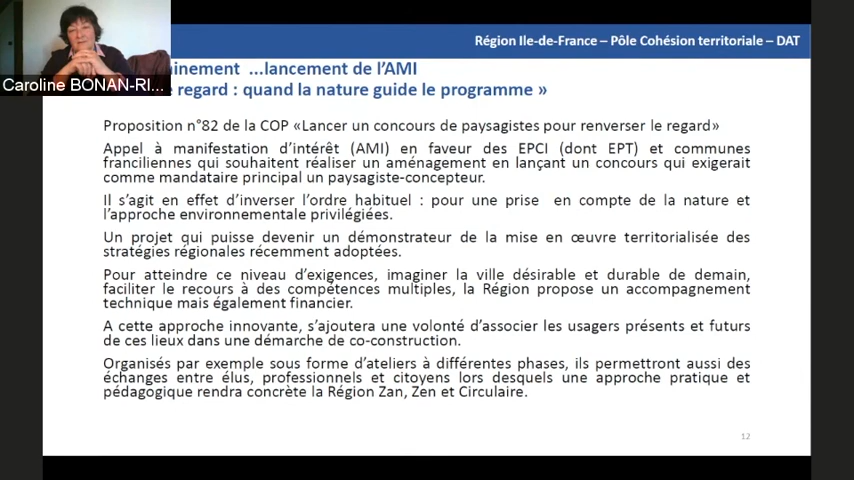 Région Ile-de-France – Pôle Cohésion territoriale – DAT
Caroline BONAN-RI...
inement ...lancement de l'AMI
regard : quand la nature guide le programme »
Proposition n°82 de la COP «Lancer un concours de paysagistes pour renverser le regard»
Appel à manifestation d'intérêt (AMI) en faveur des EPCI (dont EPT) et communes
franciliennes qui souhaitent réaliser un aménagement en lançant un concours qui exigerait
comme mandataire principal un paysagiste-concepteur.
Il s'agit en effet d'inverser l'ordre habituel : pour une prise en compte de la nature et
l'approche environnementale privilégiées.
Un projet qui puisse devenir un démonstrateur de la mise en œuvre territorialisée des
stratégies régionales récemment adoptées.
Pour atteindre ce niveau d'exigences, imaginer la ville désirable et durable de demain,
faciliter le recours à des compétences multiples, la Région propose un accompagnement
technique mais également financier.
A cette approche innovante, s'ajoutera une volonté d'associer les usagers présents et futurs
de ces lieux dans une démarche de co-construction.
Organisés par exemple sous forme d'ateliers à différentes phases, ils permettront aussi des
échanges entre élus, professionnels et citoyens lors desquels une approche pratique et
pédagogique rendra concrète la Région Zan, Zen et Circulaire.
12